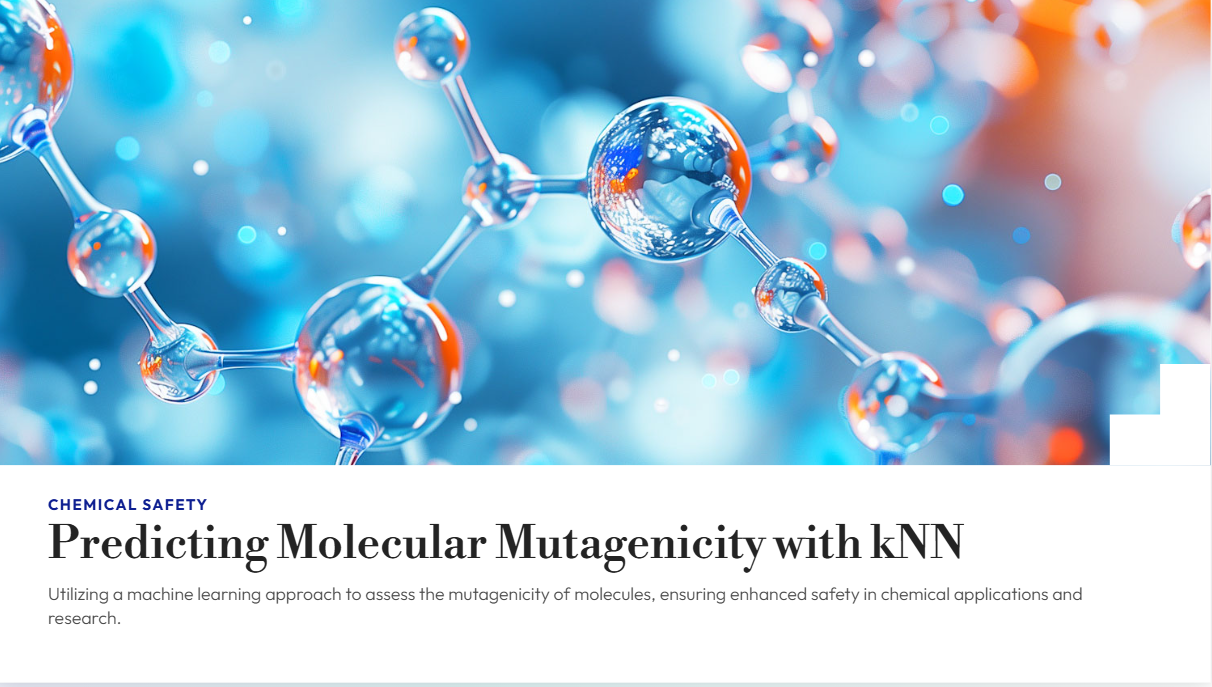 CHEMICAL SAFETY
Predicting Molecular Mutagenicity with kNN
Utilizing a machine learning approach to assess the mutagenicity of molecules, ensuring enhanced safety in chemical applications and
research.